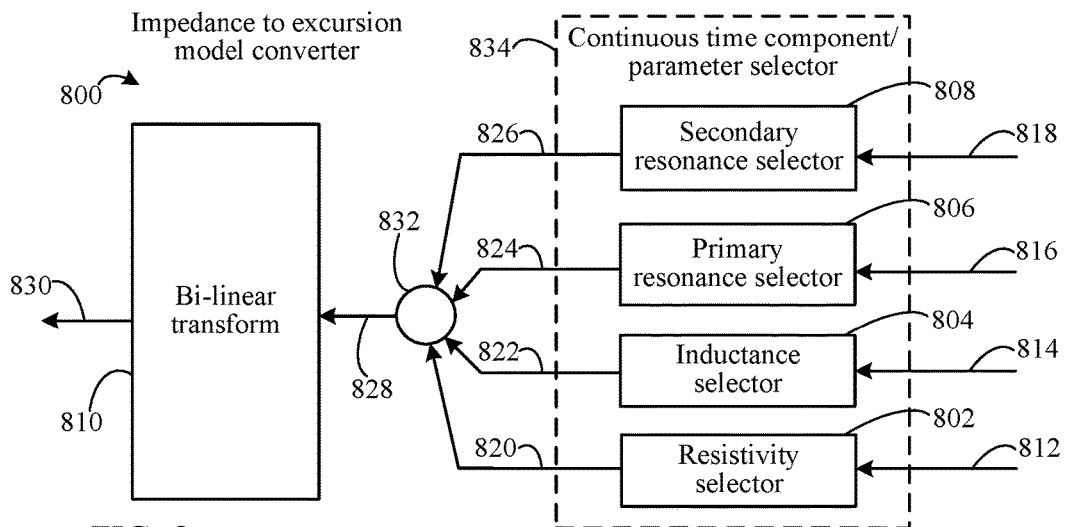 Impedance to excursion
model converter
800
834
Continuous time component/
parameter selector
808
826
Secondary
resonance selector
818
806
832
824
Primary
resonance selector
816
830
Bi-linear
transform
804
822
Inductance
selector
814
828
810
802
820
Resistivity
selector
812